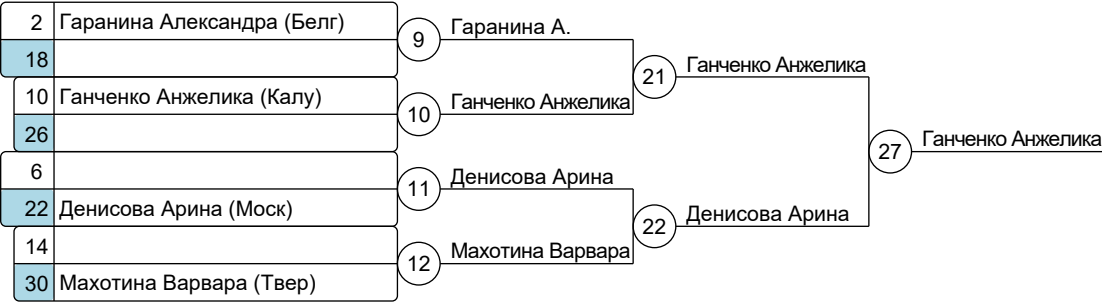 2 Гаранина Александра (Белг)
18
10 Ганченко Анжелика (Калу)
26
6
22 Денисова Арина (Моск)
14
30 Махотина Варвара (Твер)
9 Гаранина А.
10 Ганченко Анжелика
11 Денисова Арина
12 Махотина Варвара
21 Ганченко Анжелика
22 Денисова Арина
27 Ганченко Анжелика